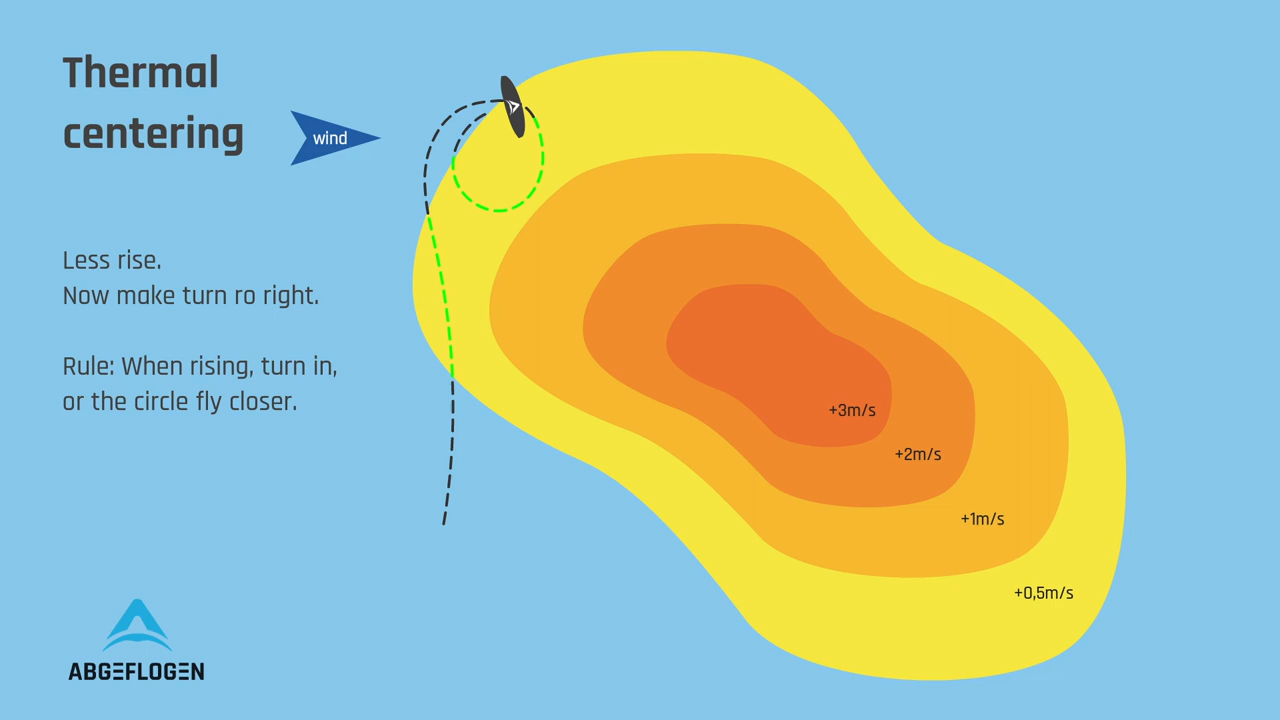 Thermal
centering
wind
Less rise.
Now make turn ro right.
Rule: When rising, turn in,
or the circle fly closer.
+3m/s
+2m/s
+1m/s
+0,5m/s
ABGEFLOGEN